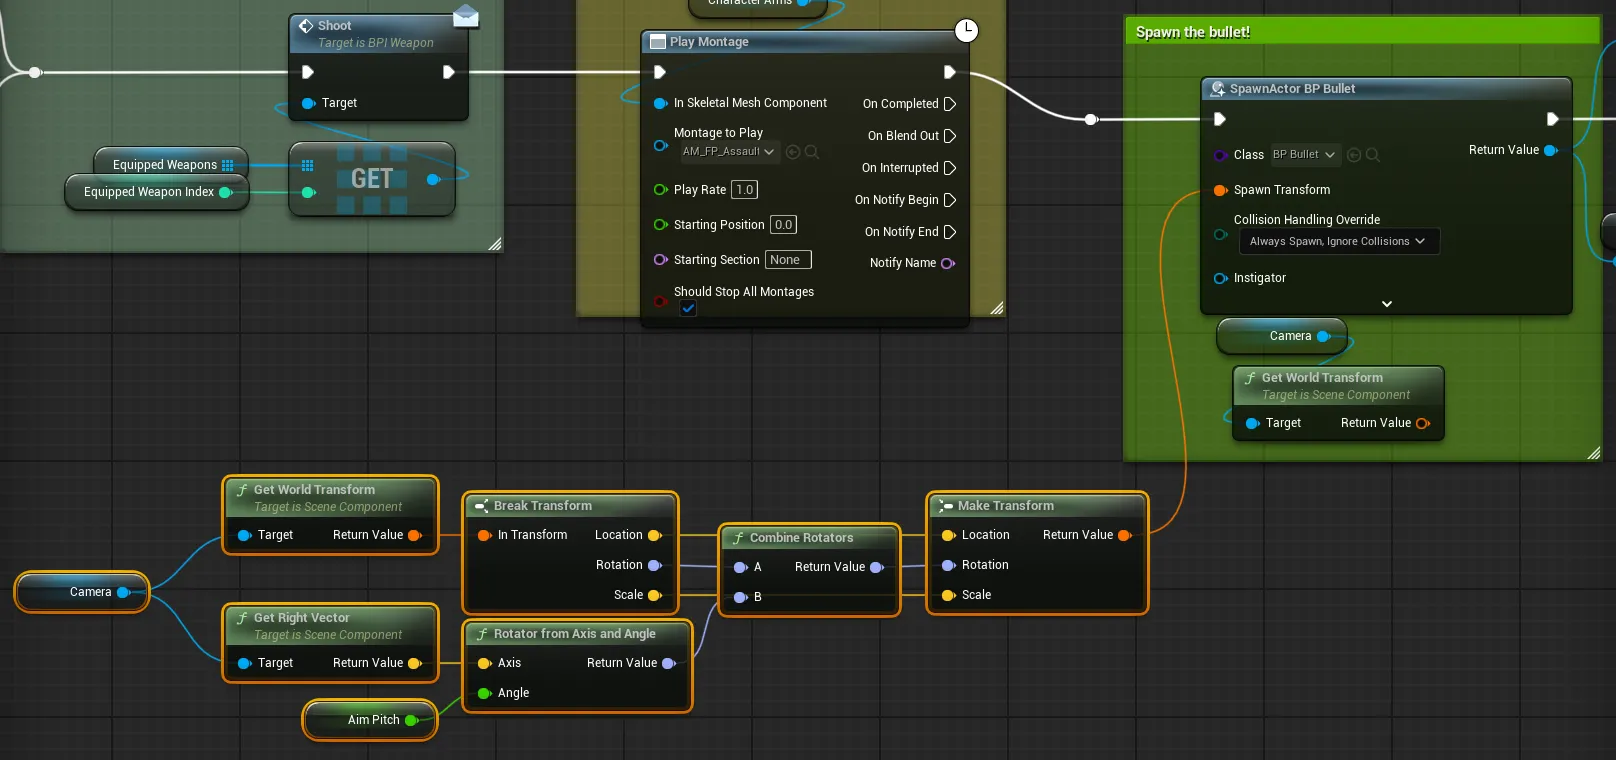 Shoot
Target is BPI Weapon
Target
Equipped Weapons
Equipped Weapon Index
GET
Character Arms
Play Montage
In Skeletal Mesh Component
On Completed
Montage to Play
AM_FP_Assault
On Blend Out
On Interrupted
Play Rate 1.0
On Notify Begin
Starting Position 0.0
On Notify End
Starting Section None
Notify Name
Should Stop All Montages
Spawn the bullet!
SpawnActor BP Bullet
Class BP Bullet
Return Value
Spawn Transform
Collision Handling Override
Always Spawn, Ignore Collisions
Instigator
Camera
Get World Transform
Target is Scene Component
Target Return Value
Camera
Get World Transform
Target is Scene Component
Target Return Value
Get Right Vector
Target is Scene Component
Target Return Value
Aim Pitch
Break Transform
In Transform Location
Rotation
Scale
Rotator from Axis and Angle
Axis Return Value
Angle
Combine Rotators
A Return Value
B
Make Transform
Location Return Value
Rotation
Scale